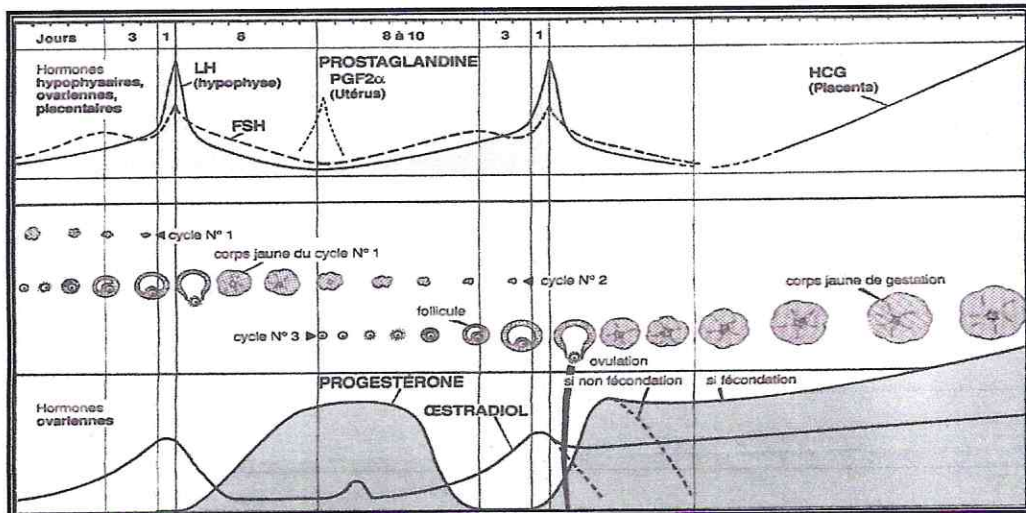 Jours 3 1 8 8 à 10 3 1
Hormones
hypophysaires,
ovariennes,
placentaires
LH
(hypophyse)
FSH
PROSTAGLANDINE
PGF2α
(Utérus)
HCG
(Placenta)
cycle N° 1
corps jaune du cycle N° 1
cycle N° 2
corps jaune de gestation
cycle N° 3
follicule
ovulation
si non fécondation
si fécondation
Hormones
ovariennes
PROGESTÉRONE
ŒSTRADIOL